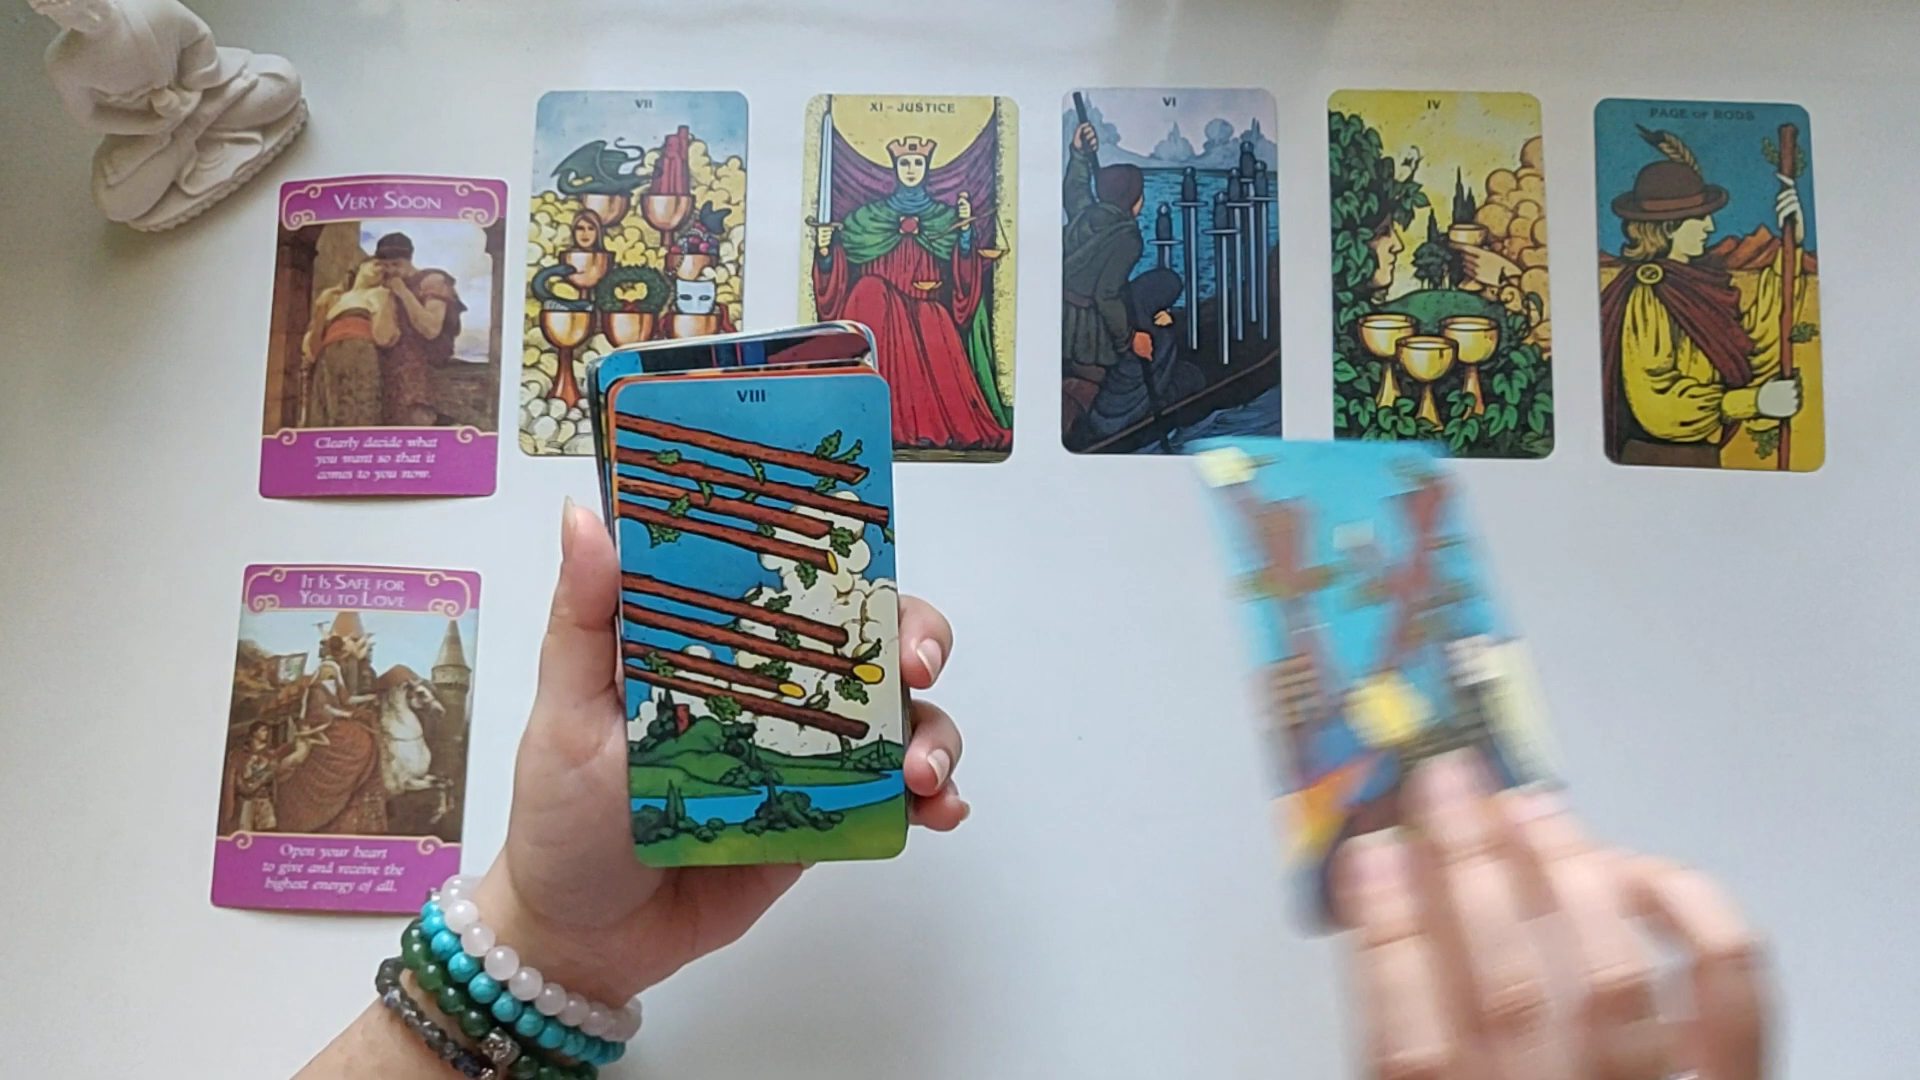 VERY SOON
Clearly decide what
you want so that it
comes to you now.
VII
XI - JUSTICE
VI
IV
PAGE OF RODS
VIII
IT IS SAFE FOR
YOU TO LOVE
Open your heart
to give and receive the
highest energy of all.